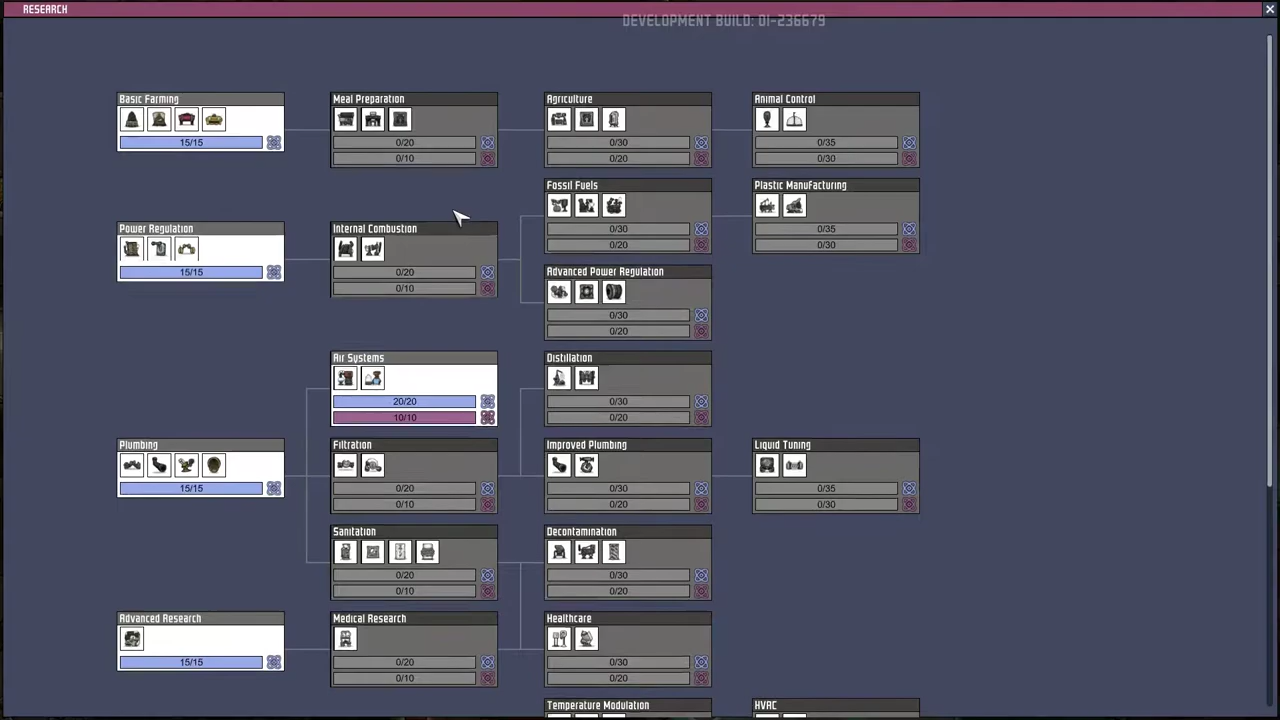 RESEARCH
DEVELOPMENT BUILD: 01-236679
Basic Farming
15/15
Meal Preparation
0/20
0/10
Agriculture
0/30
0/20
Animal Control
0/35
0/30
Fossil Fuels
0/30
0/20
Plastic Manufacturing
0/35
0/30
Power Regulation
15/15
Internal Combustion
0/20
0/10
Advanced Power Regulation
0/30
0/20
Air Systems
20/20
10/10
Distillation
0/30
0/20
Plumbing
15/15
Filtration
0/20
0/10
Improved Plumbing
0/30
0/20
Liquid Tuning
0/35
0/30
Sanitation
0/20
0/10
Decontamination
0/30
0/20
Advanced Research
15/15
Medical Research
0/20
0/10
Healthcare
0/30
0/20
Temperature Modulation
HVAC